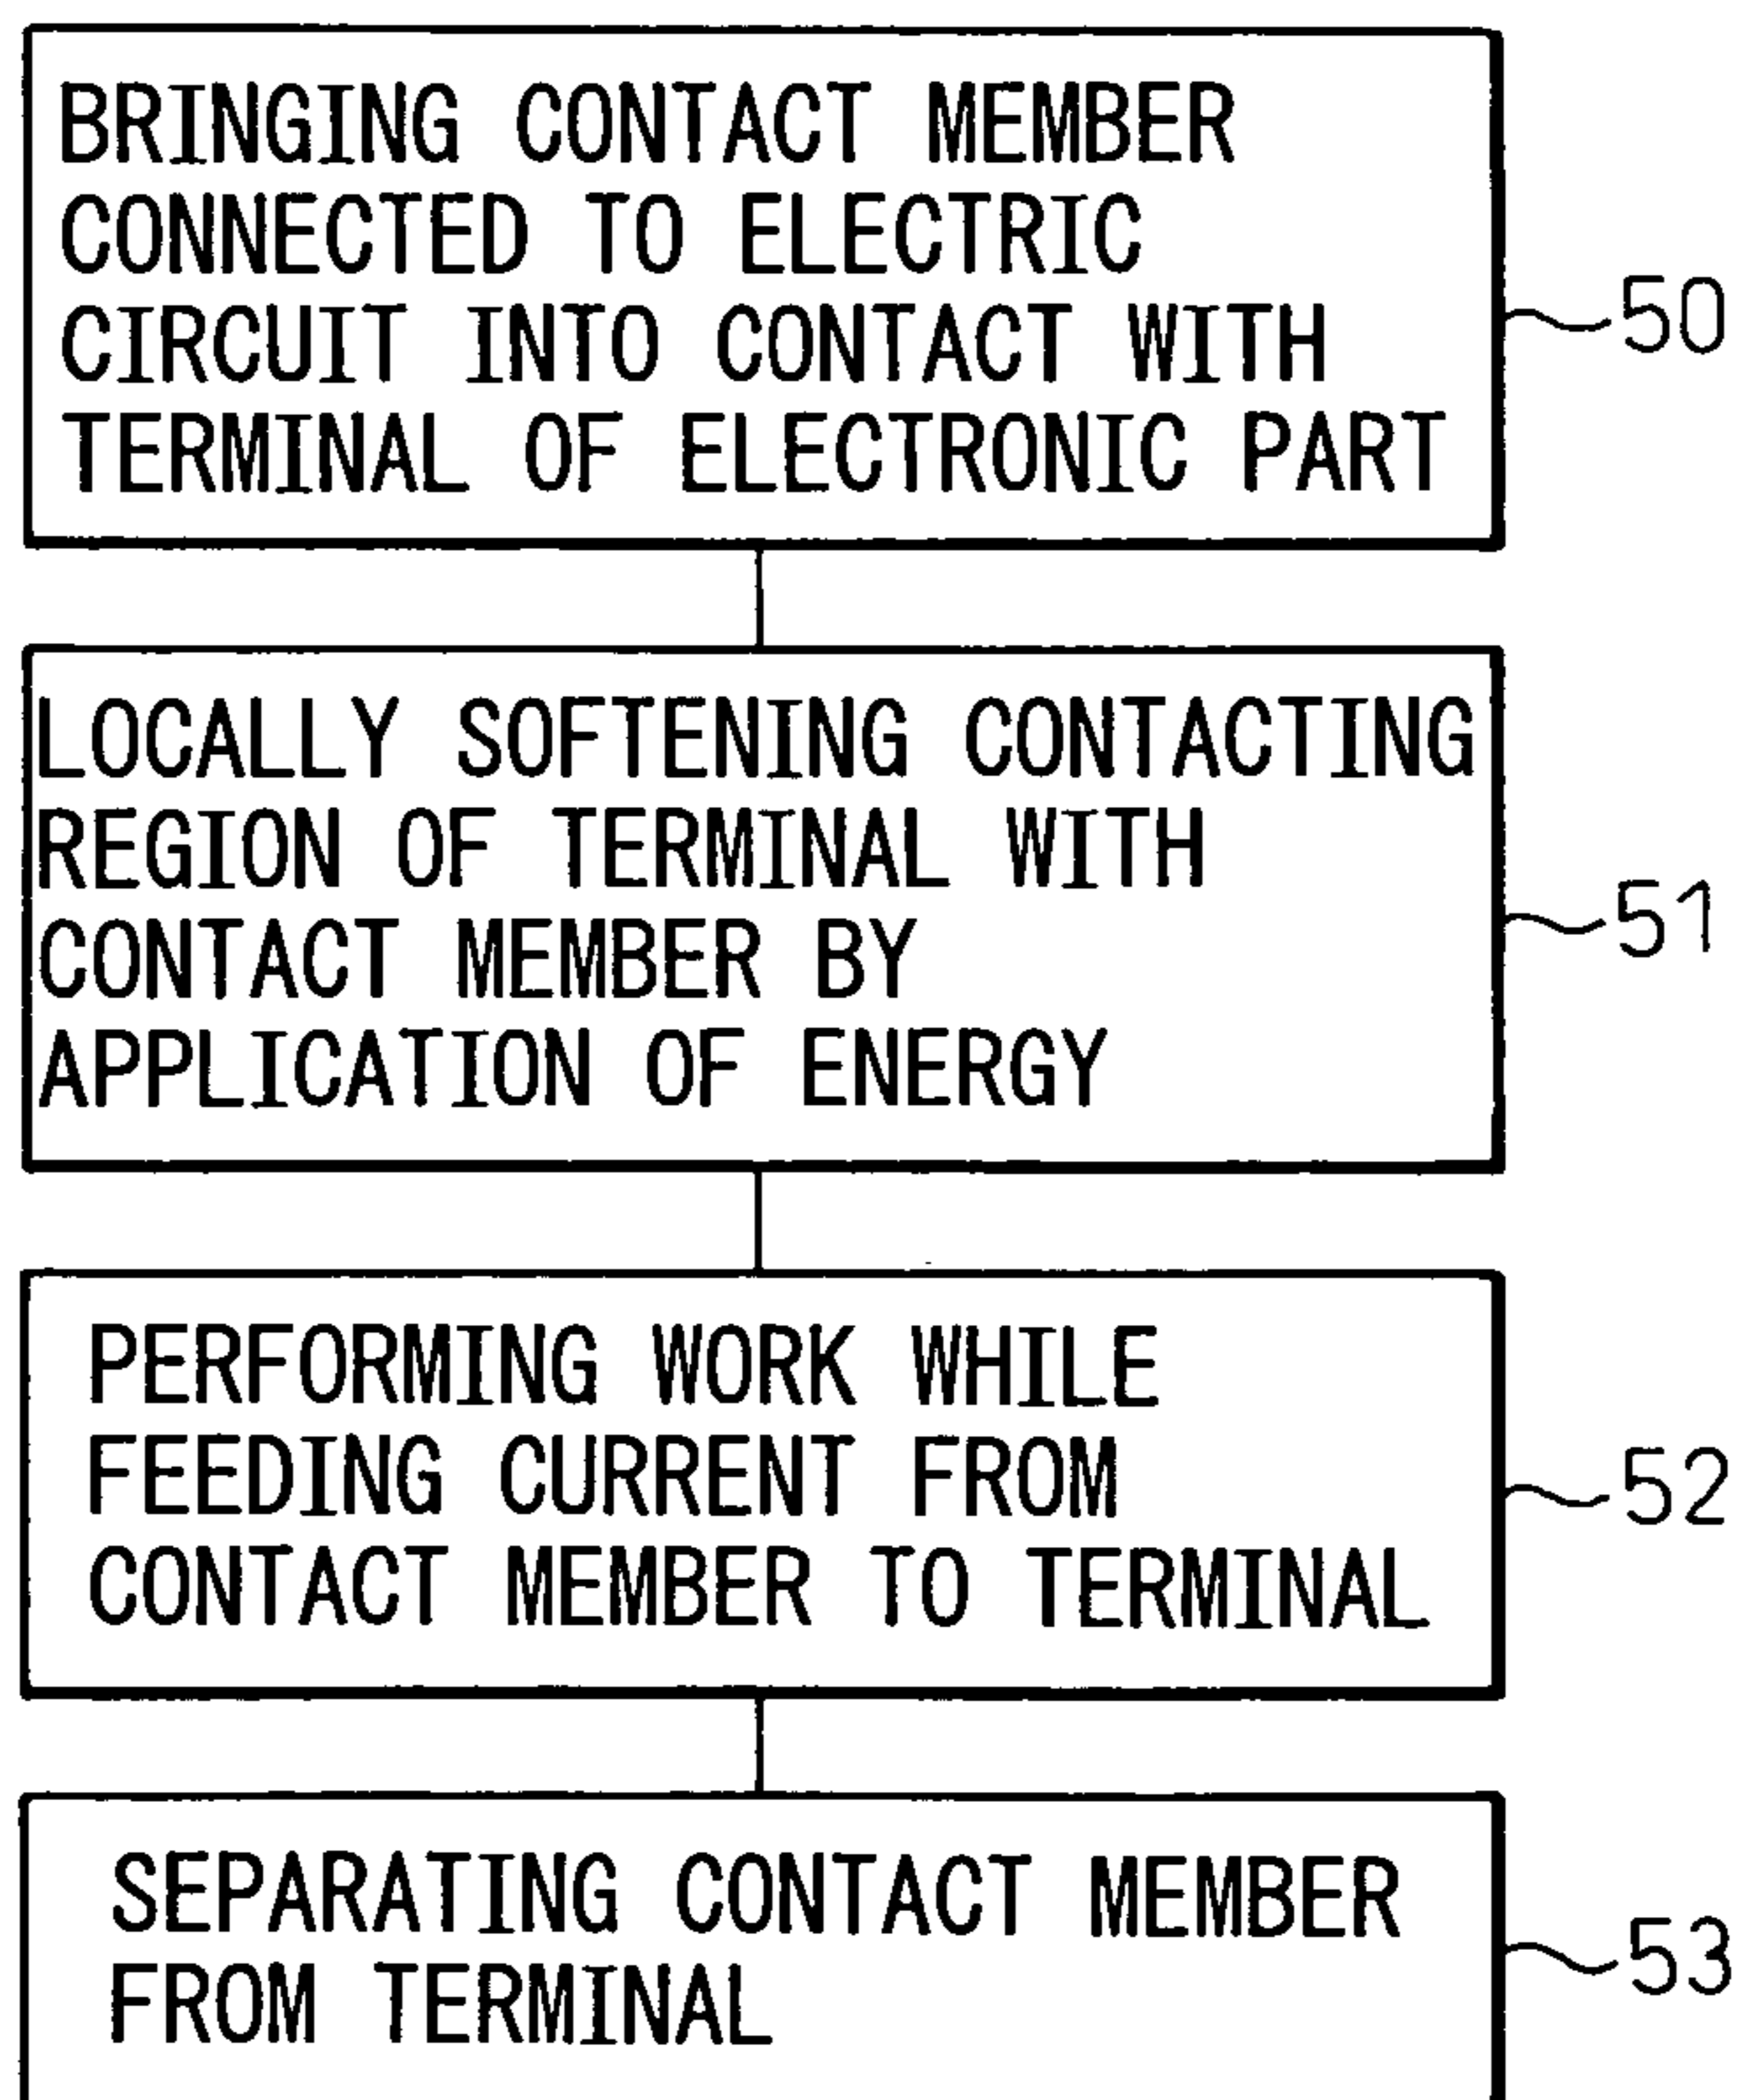 BRINGING CONTACT MEMBER
CONNECTED TO ELECTRIC
CIRCUIT INTO CONTACT WITH
TERMINAL OF ELECTRONIC PART
50
LOCALLY SOFTENING CONTACTING
REGION OF TERMINAL WITH
CONTACT MEMBER BY
APPLICATION OF ENERGY
51
PERFORMING WORK WHILE
FEEDING CURRENT FROM
CONTACT MEMBER TO TERMINAL
52
SEPARATING CONTACT MEMBER
FROM TERMINAL
53